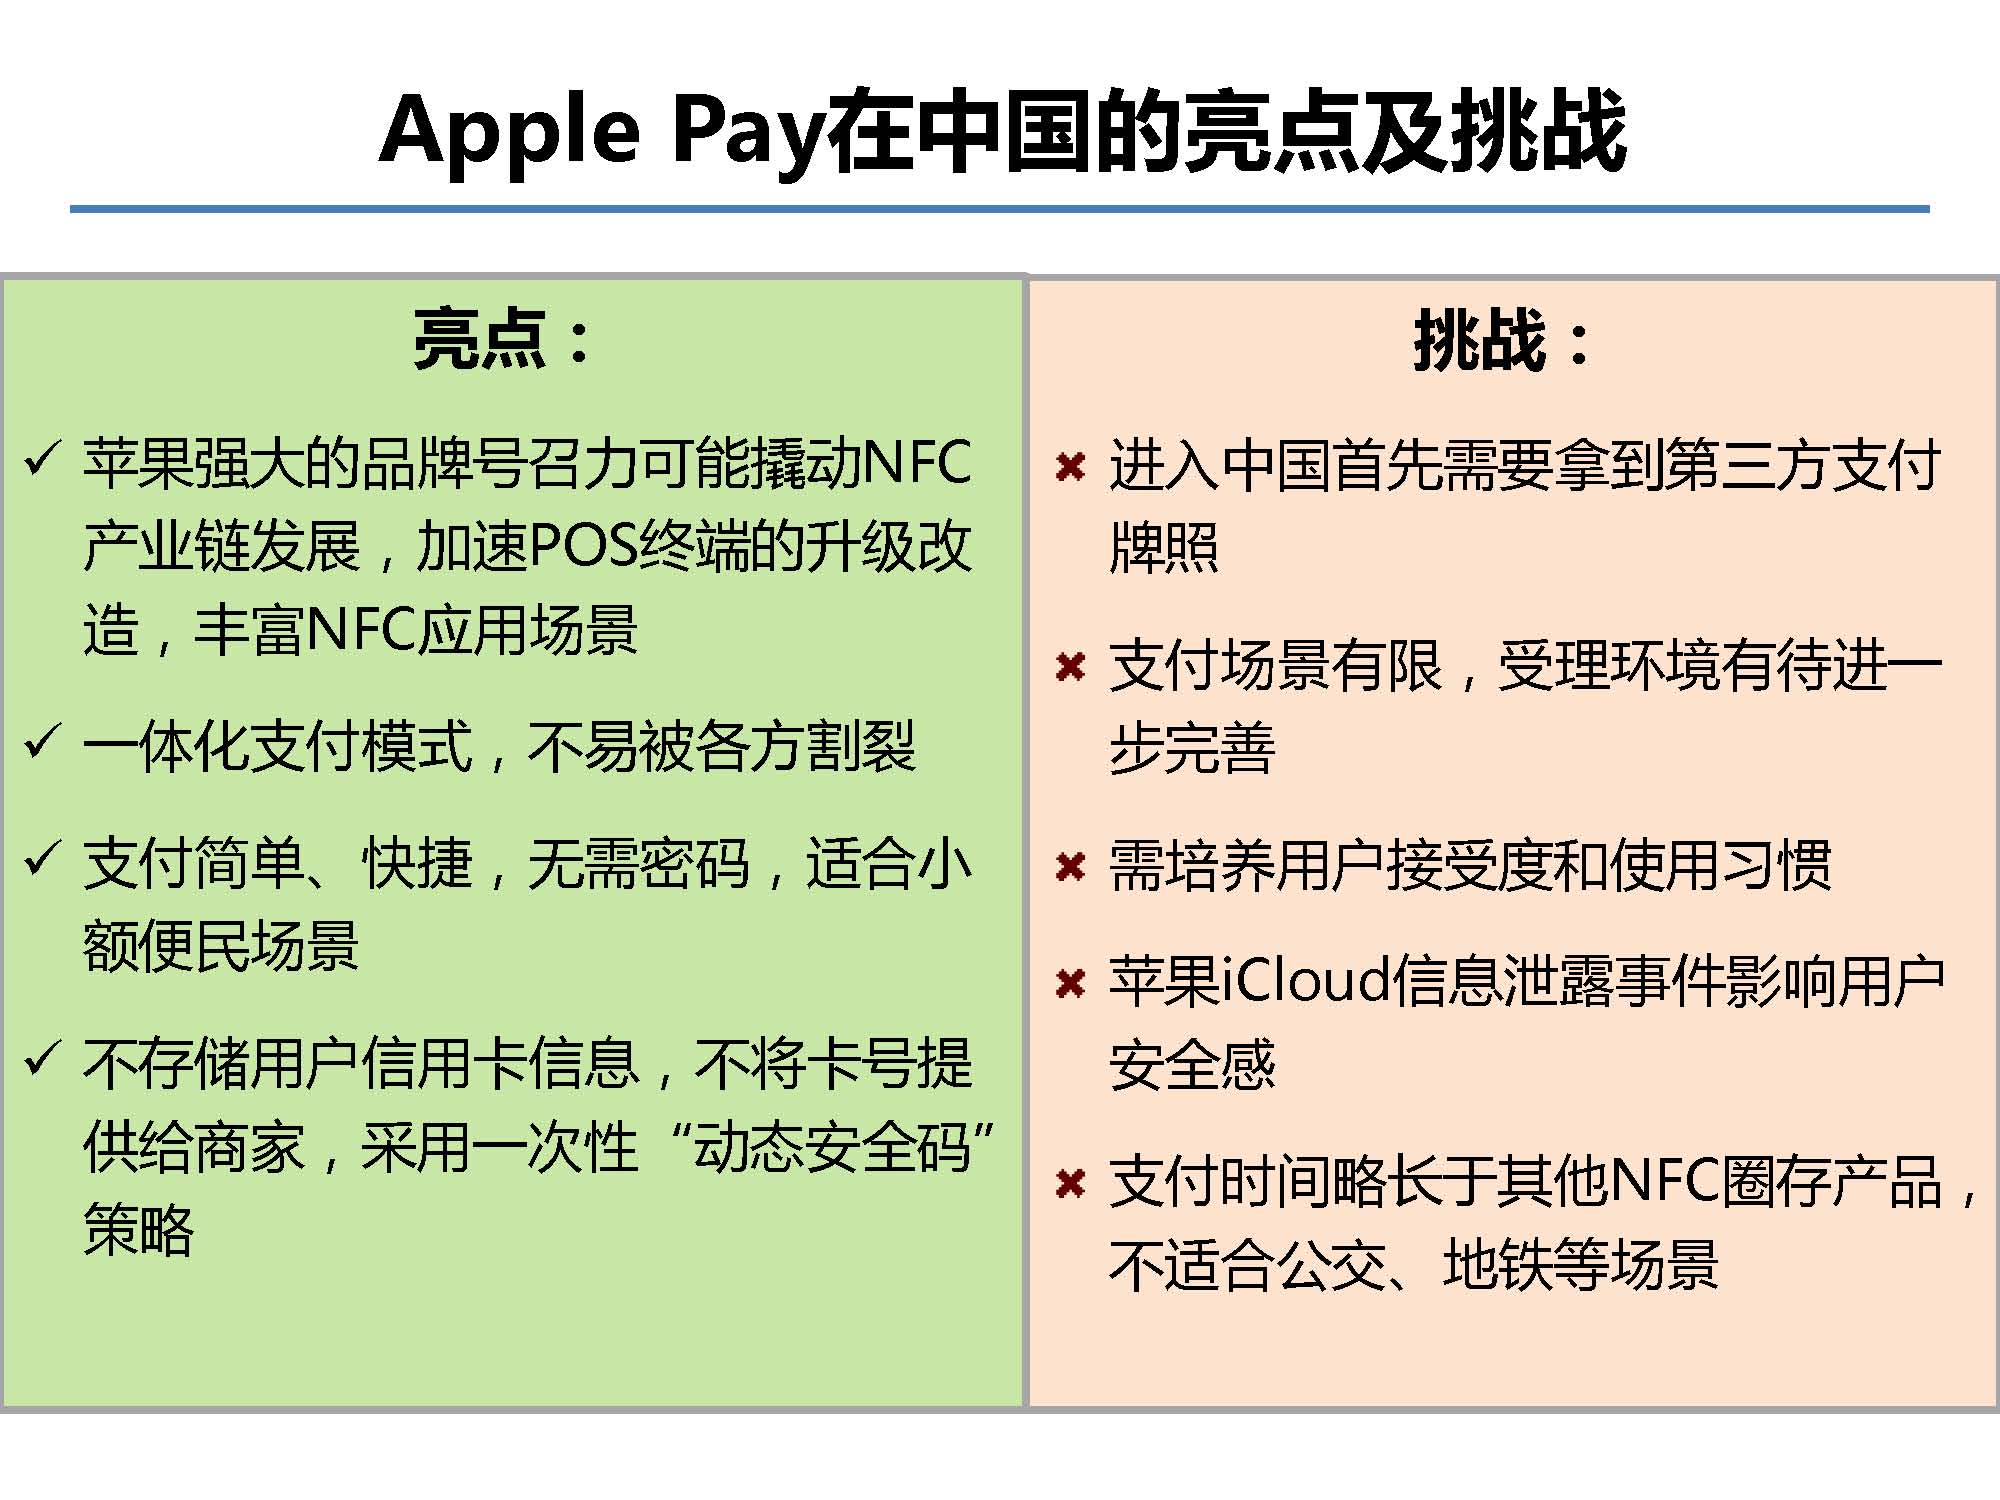 Apple Pay在中国的亮点及挑战
亮点：
苹果强大的品牌号召力可能撬动NFC
产业链发展，加速POS终端的升级改
造，丰富NFC应用场景
一体化支付模式，不易被各方割裂
支付简单、快捷，无需密码，适合小
额便民场景
不存储用户信用卡信息，不将卡号提
供给商家，采用一次性“动态安全码”
策略
挑战：
进入中国首先需要拿到第三方支付
牌照
支付场景有限，受理环境有待进一
步完善
需培养用户接受度和使用习惯
苹果iCloud信息泄露事件影响用户
安全感
支付时间略长于其他NFC圈存产品，
不适合公交、地铁等场景